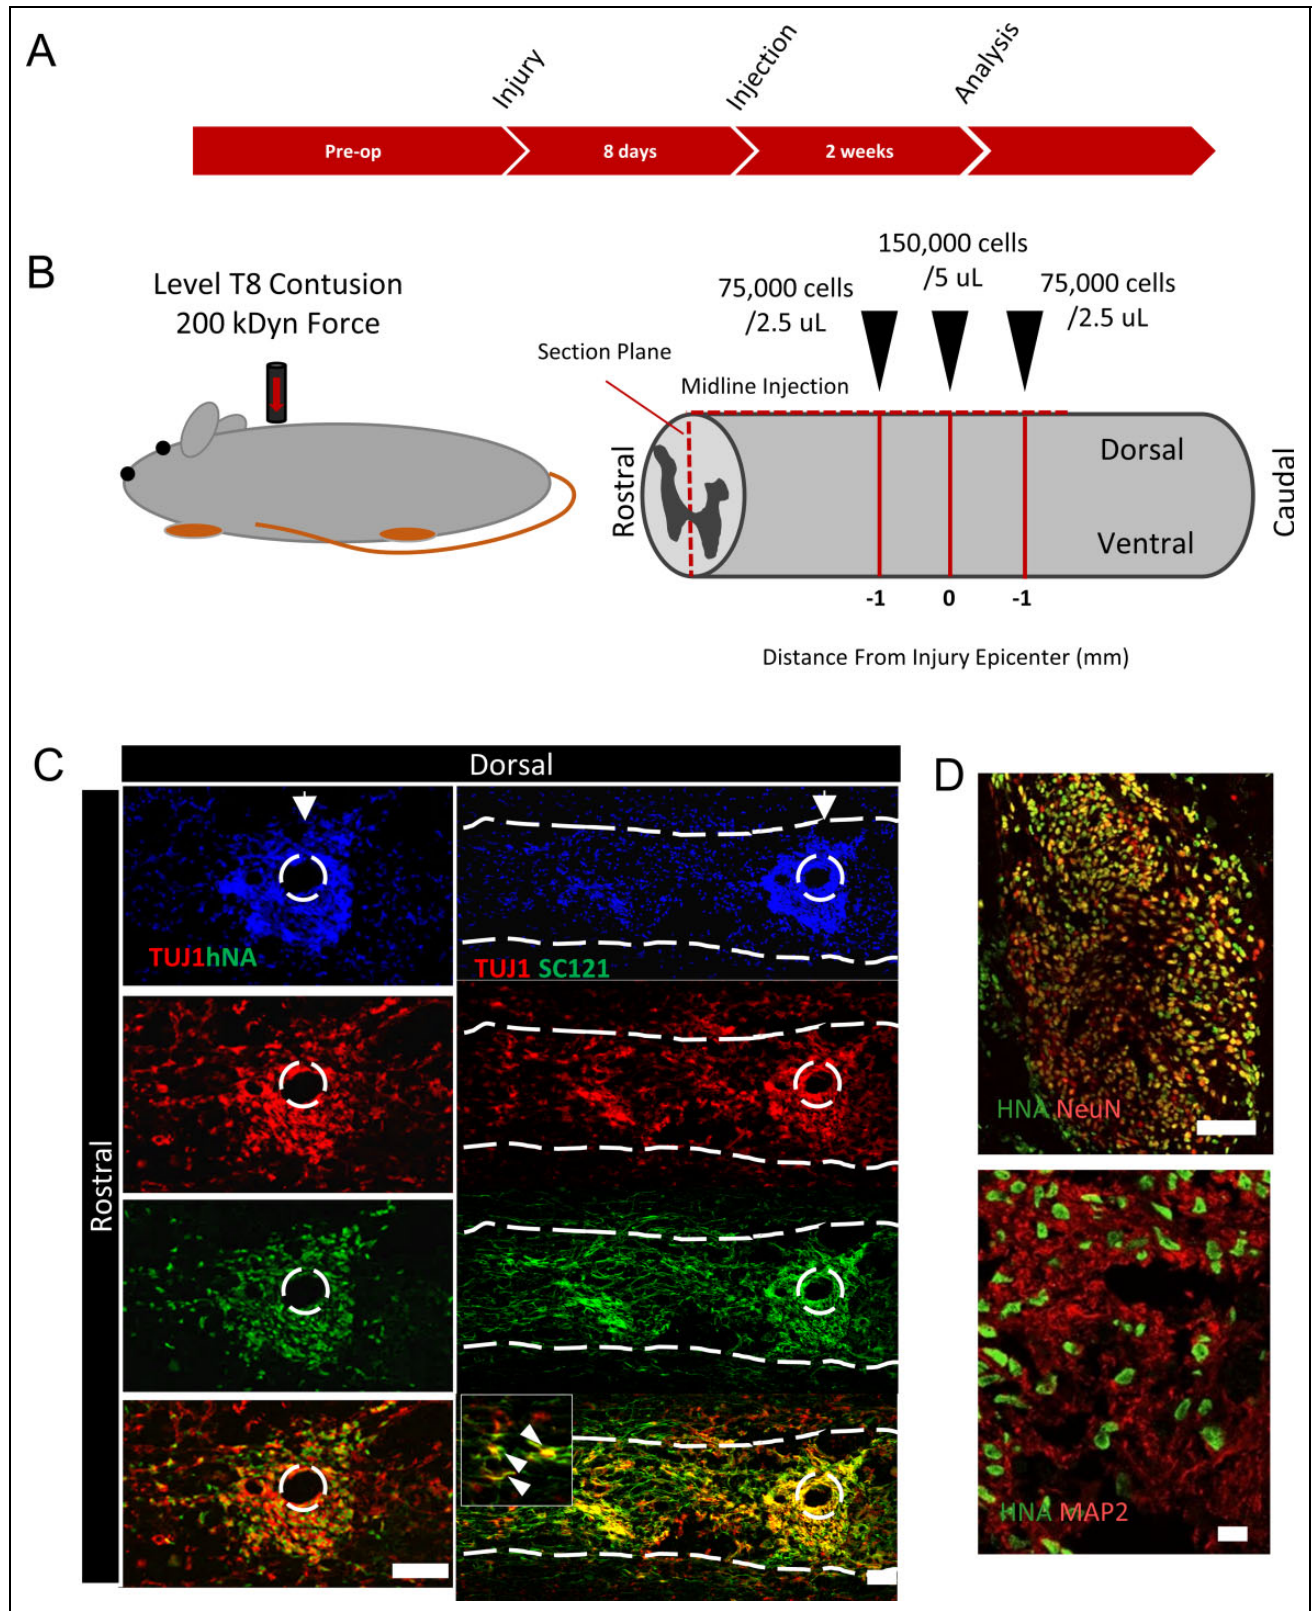 A
Injury
Injection
Analysis
Pre-op
8 days
2 weeks
B
Level T8 Contusion
200 kDyn Force
150,000 cells
/5 uL
75,000 cells
/2.5 uL
75,000 cells
/2.5 uL
Section Plane
Midline Injection
Rostral
Dorsal
Ventral
Caudal
-1
0
-1
Distance From Injury Epicenter (mm)
C
Dorsal
Rostral
TUJ1hNA
TUJ1 SC121
D
HNA NeuN
HNA MAP2